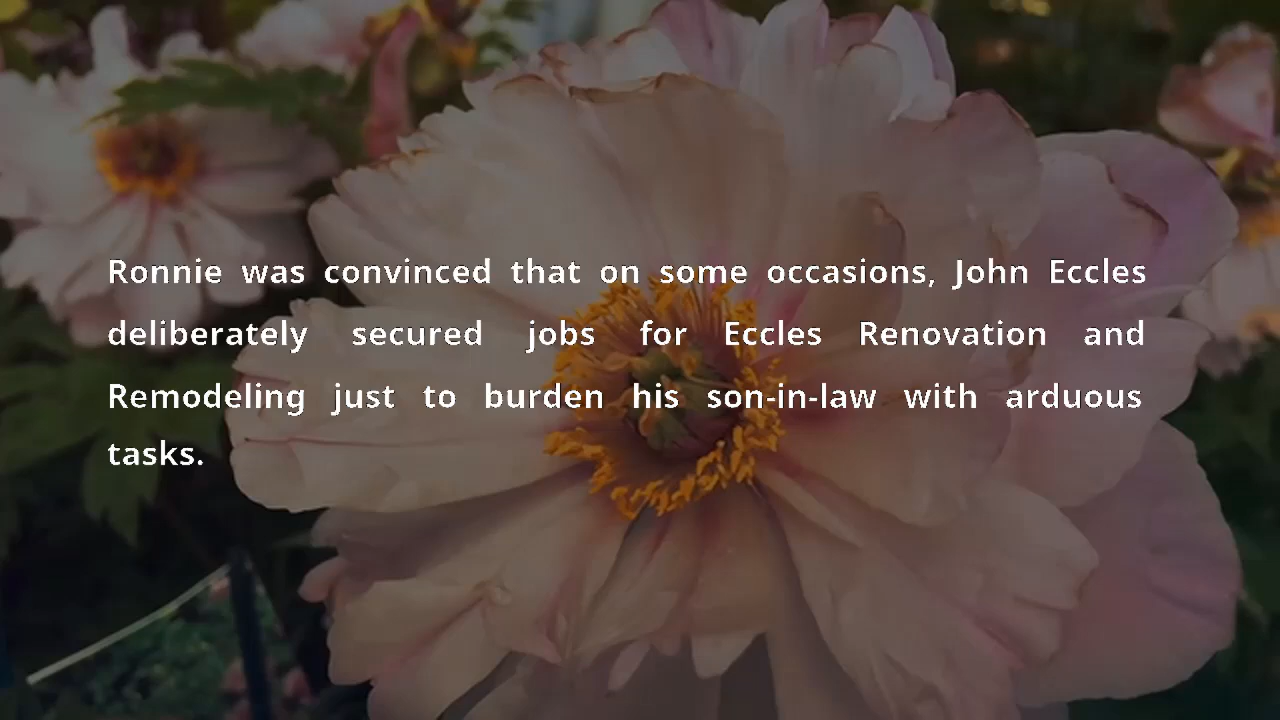 Ronnie was convinced that on some occasions, John Eccles
deliberately secured jobs for Eccles Renovation and
Remodeling just to burden his son-in-law with arduous
tasks.